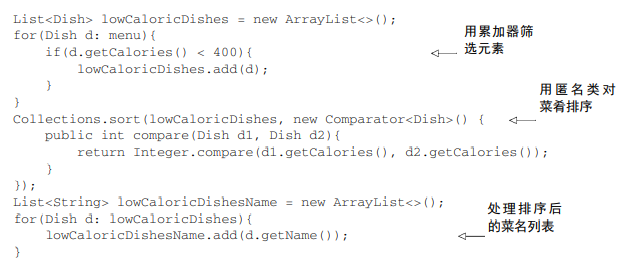 List<Dish> lowCaloricDishes = new ArrayList<>();
for(Dish d: menu){
    if(d.getCalories() < 400){
        lowCaloricDishes.add(d);
    }
}
用累加器筛
选元素
Collections.sort(lowCaloricDishes, new Comparator<Dish>() {
    public int compare(Dish d1, Dish d2){
        return Integer.compare(d1.getCalories(), d2.getCalories());
    }
});
用匿名类对
菜肴排序
List<String> lowCaloricDishesName = new ArrayList<>();
for(Dish d: lowCaloricDishes){
    lowCaloricDishesName.add(d.getName());
}
处理排序后
的菜名列表